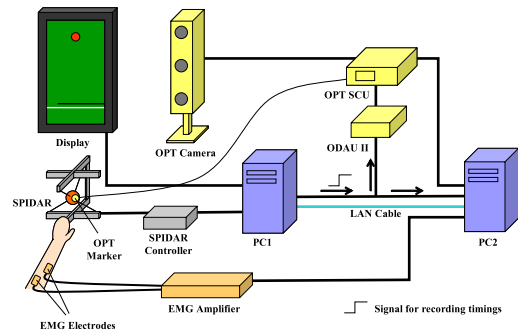 OPT SCU
Display
OPT Camera
ODAU II
SPIDAR
LAN Cable
OPT
Marker
SPIDAR
Controller
PC1
PC2
EMG Amplifier
Signal for recording timings
EMG Electrodes